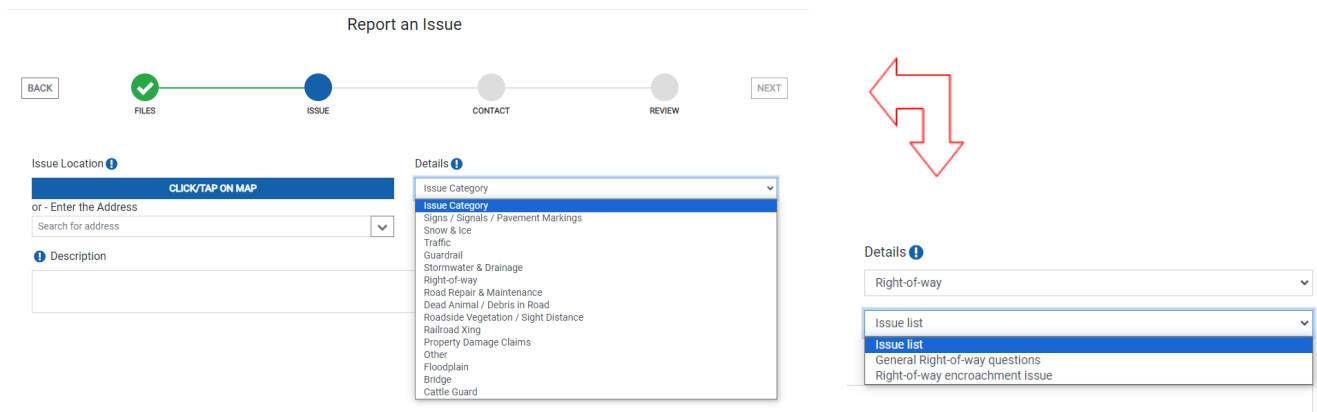 Report an Issue
BACK
NEXT
FILES
ISSUE
CONTACT
REVIEW
Issue Location
CLICK/TAP ON MAP
or - Enter the Address
Search for address
Description
Details
Issue Category
Issue Category
Signs / Signals / Pavement Markings
Snow & Ice
Traffic
Guardrail
Stormwater & Drainage
Right-of-way
Road Repair & Maintenance
Dead Animal / Debris in Road
Roadside Vegetation / Sight Distance
Railroad Xing
Property Damage Claims
Other
Floodplain
Bridge
Cattle Guard
Details
Right-of-way
Issue list
Issue list
General Right-of-way questions
Right-of-way encroachment issue